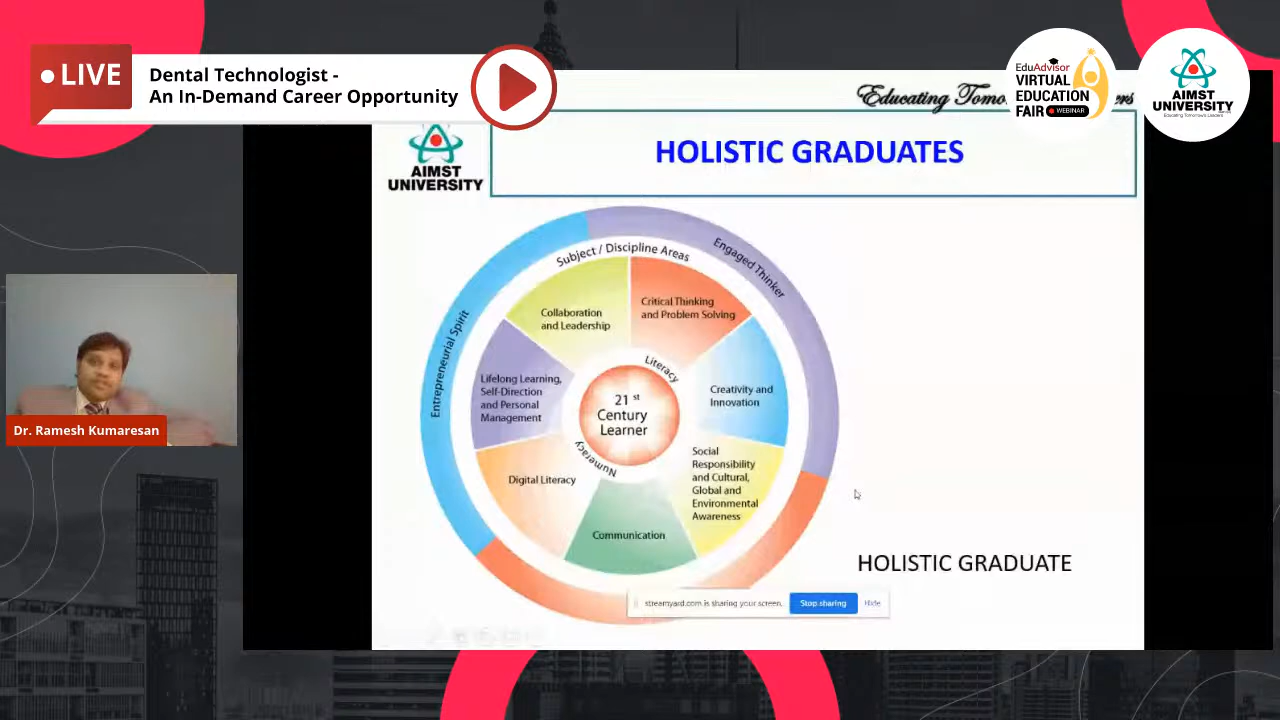 LIVE
Dental Technologist -
An In-Demand Career Opportunity
Educating
EduAdvisor
VIRTUAL
EDUCATION
FAIR WEBINAR
AIMST
UNIVERSITY
Educating Tomorrow's Leaders
AIMST
UNIVERSITY
HOLISTIC GRADUATES
Subject / Discipline Areas
Engaged Thinker
Entrepreneurial Spirit
Collaboration
and Leadership
Critical Thinking
and Problem Solving
Literacy
Lifelong Learning,
Self-Direction
and Personal
Management
21st
Century
Learner
Creativity and
Innovation
Numeracy
Digital Literacy
Social
Responsibility
and Cultural,
Global and
Environmental
Awareness
Communication
HOLISTIC GRADUATE
streamyard.com is sharing your screen.
Stop sharing
Hide
Dr. Ramesh Kumaresan